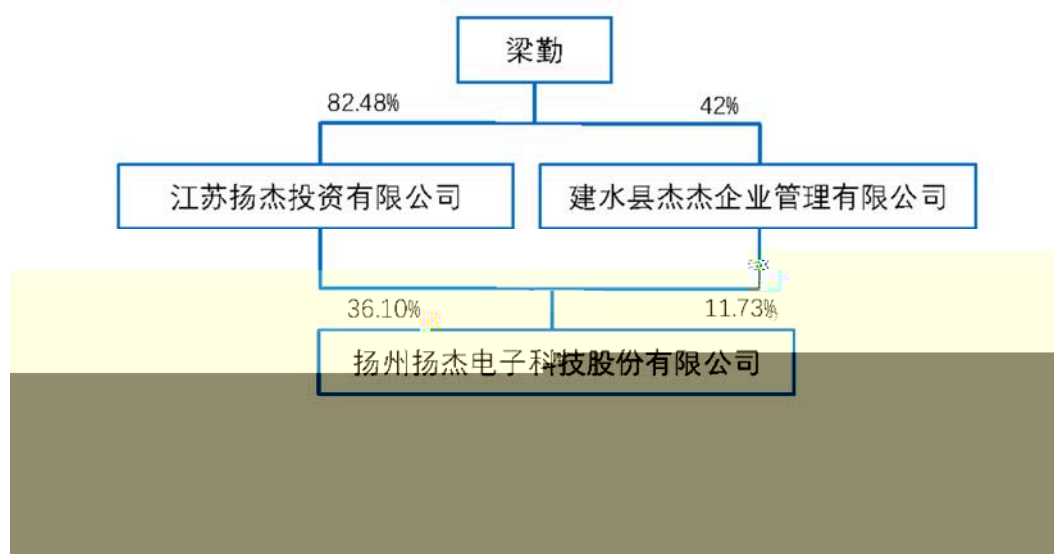 梁勤
82.48% 42%
江苏扬杰投资有限公司 建水县杰杰企业管理有限公司
36.10% 11.73%
扬州扬杰电子科技股份有限公司